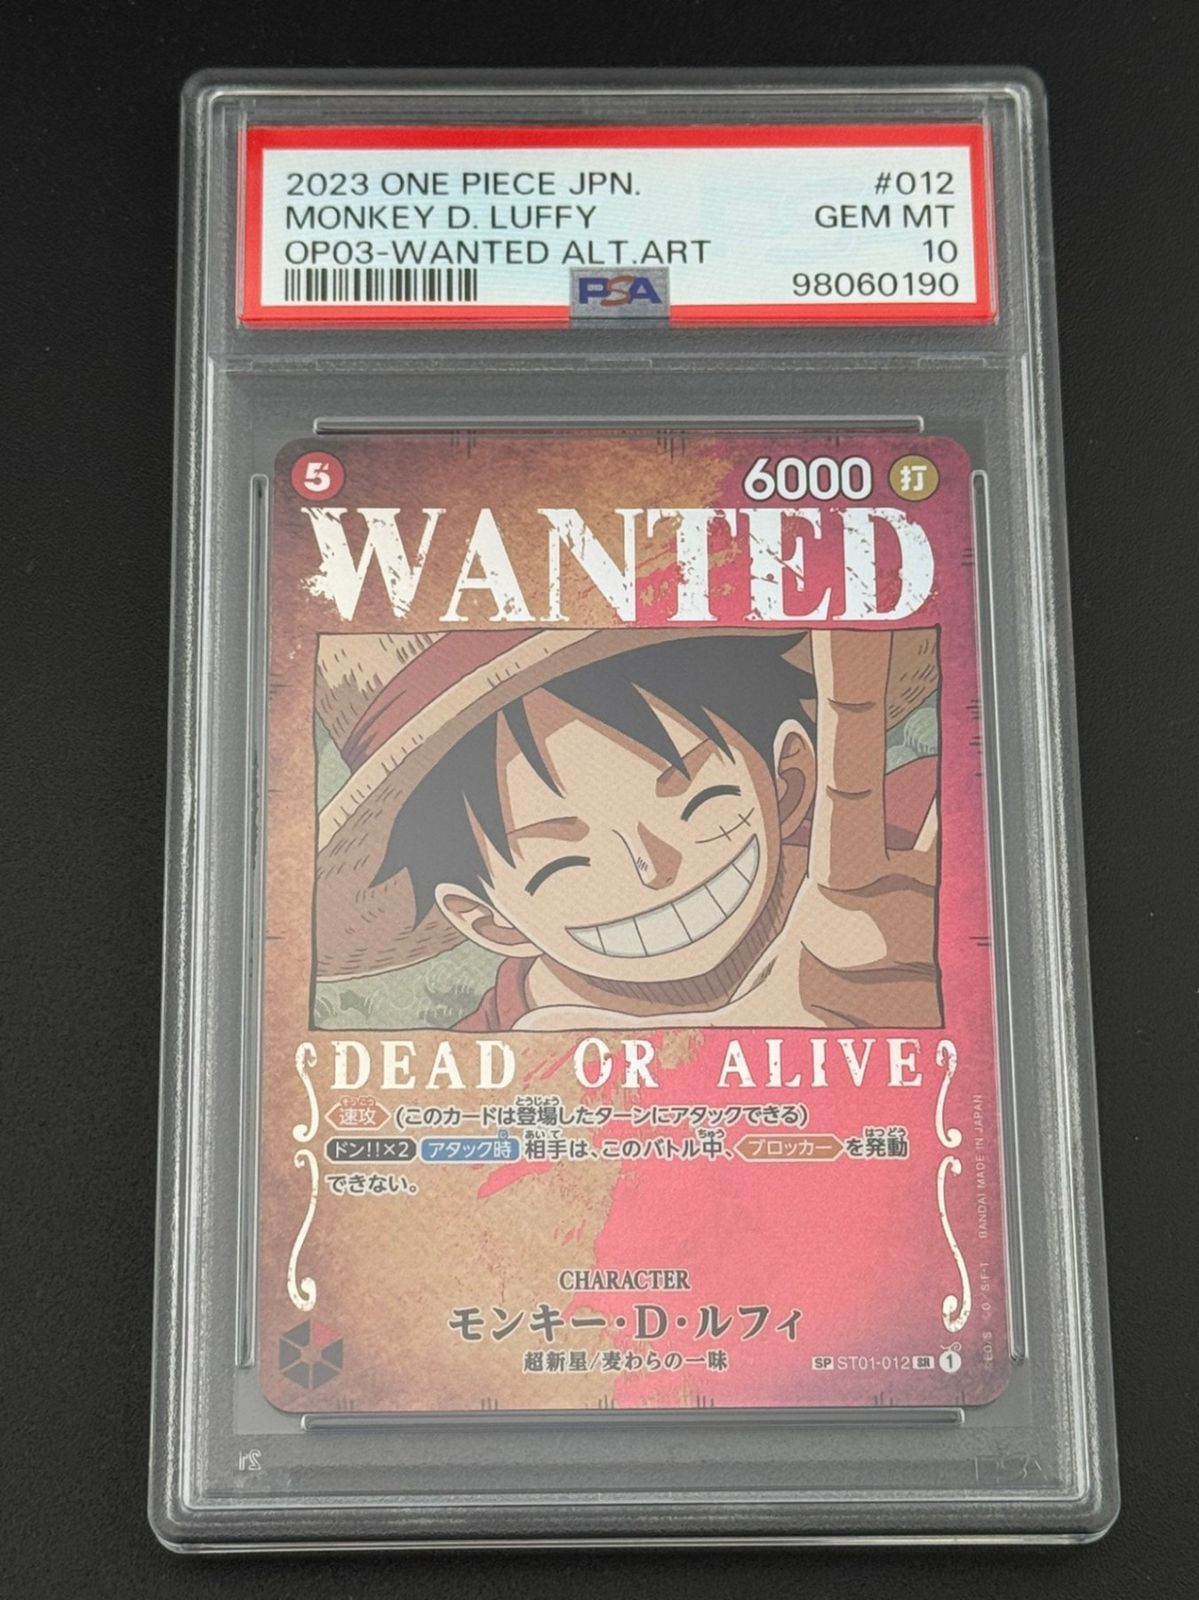 2023 ONE PIECE JPN. #012
MONKEY D. LUFFY GEM MT
OP03-WANTED ALT.ART 10
PSA 98060190
5 6000 打
WANTED
DEAD OR ALIVE
速攻 (このカードは登場したターンにアタックできる)
ドン!!×2 アタック時 相手は、このバトル中、ブロッカー を発動
できない。
CHARACTER
モンキー・D・ルフィ
超新星/麦わらの一味
SP ST01-012 SR 1
BANDAI MADE IN JAPAN
PSA